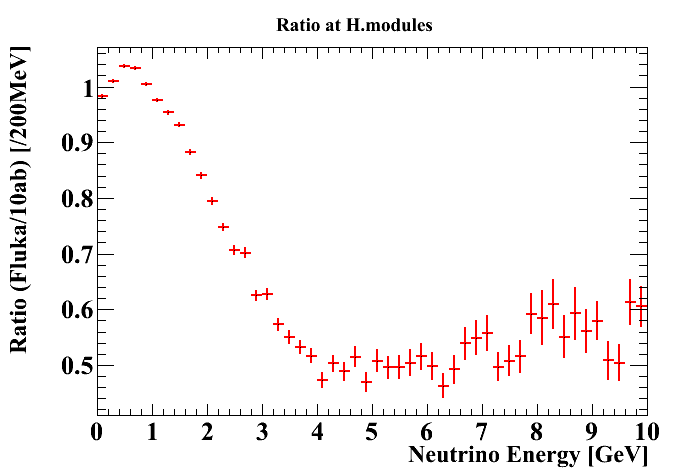 Ratio at H.modules
Ratio (Fluka/10ab) [/200MeV]
1
0.9
0.8
0.7
0.6
0.5
0 1 2 3 4 5 6 7 8 9 10
Neutrino Energy [GeV]